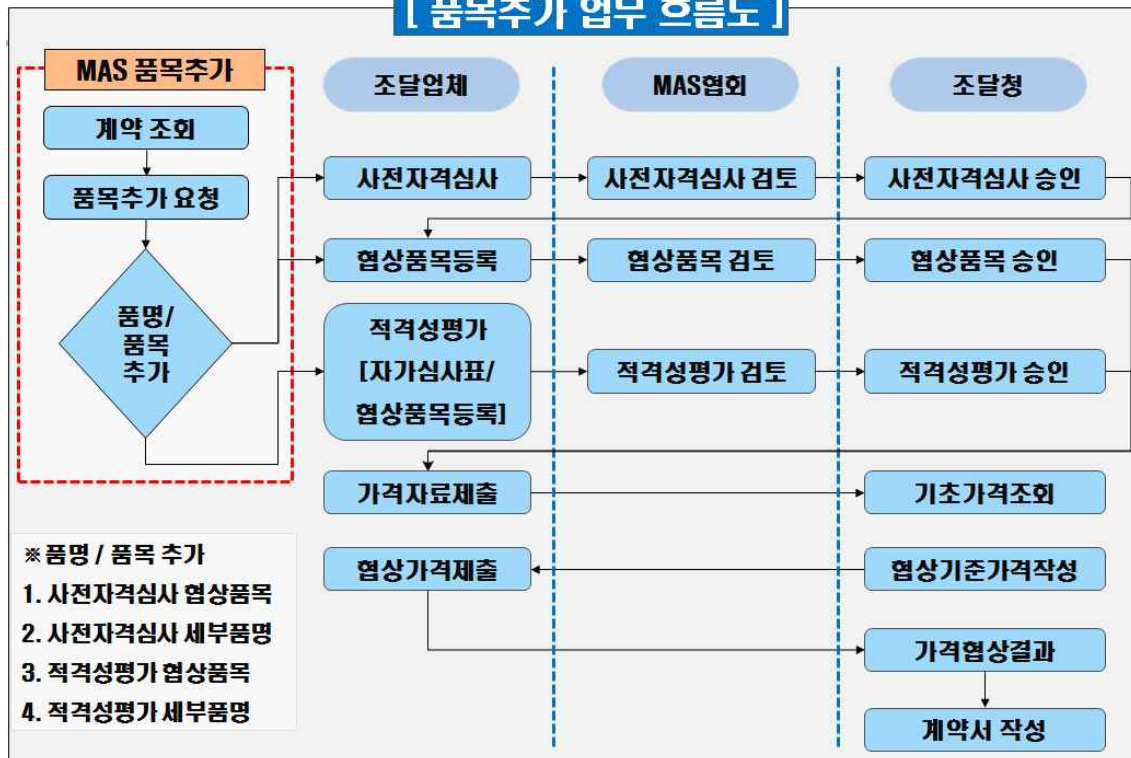 [ 품목추가 업무 흐름도 ]
MAS 품목추가
계약 조회
품목추가 요청
품명/
품목
추가
조달업체
MAS협회
조달청
사전자격심사
사전자격심사 검토
사전자격심사 승인
협상품목등록
협상품목 검토
협상품목 승인
적격성평가
[자가심사표/
협상품목등록]
적격성평가 검토
적격성평가 승인
가격자료제출
기초가격조회
협상가격제출
협상기준가격작성
가격협상결과
계약서 작성
※품명 / 품목 추가
1. 사전자격심사 협상품목
2. 사전자격심사 세부품명
3. 적격성평가 협상품목
4. 적격성평가 세부품명